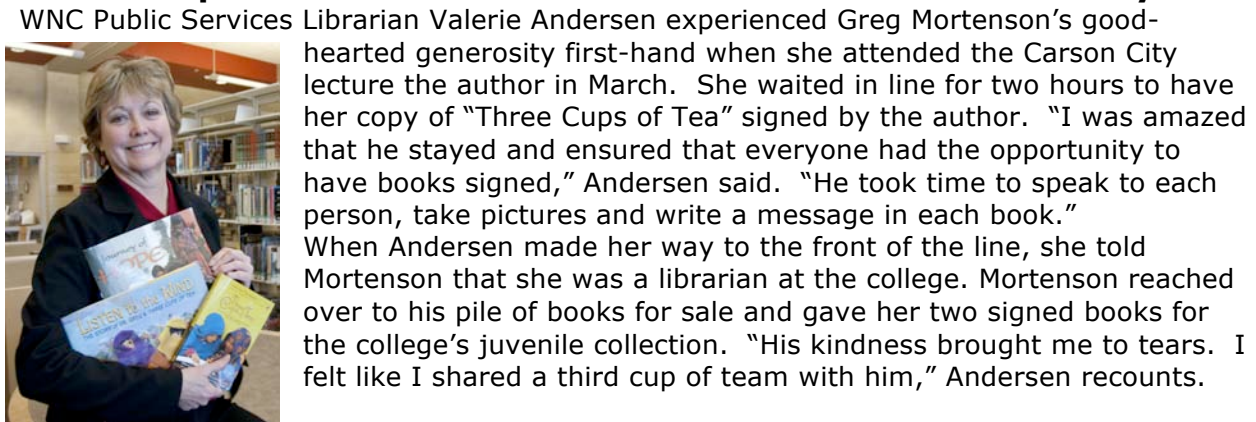 WNC Public Services Librarian Valerie Andersen experienced Greg Mortenson’s good-
hearted generosity first-hand when she attended the Carson City
lecture the author in March.  She waited in line for two hours to have
her copy of “Three Cups of Tea” signed by the author.  “I was amazed
that he stayed and ensured that everyone had the opportunity to
have books signed,” Andersen said.  “He took time to speak to each
person, take pictures and write a message in each book.”
When Andersen made her way to the front of the line, she told
Mortenson that she was a librarian at the college. Mortenson reached
over to his pile of books for sale and gave her two signed books for
the college’s juvenile collection.  “His kindness brought me to tears.  I
felt like I shared a third cup of team with him,” Andersen recounts.
Journey of
HOPE
LISTEN to the WIND